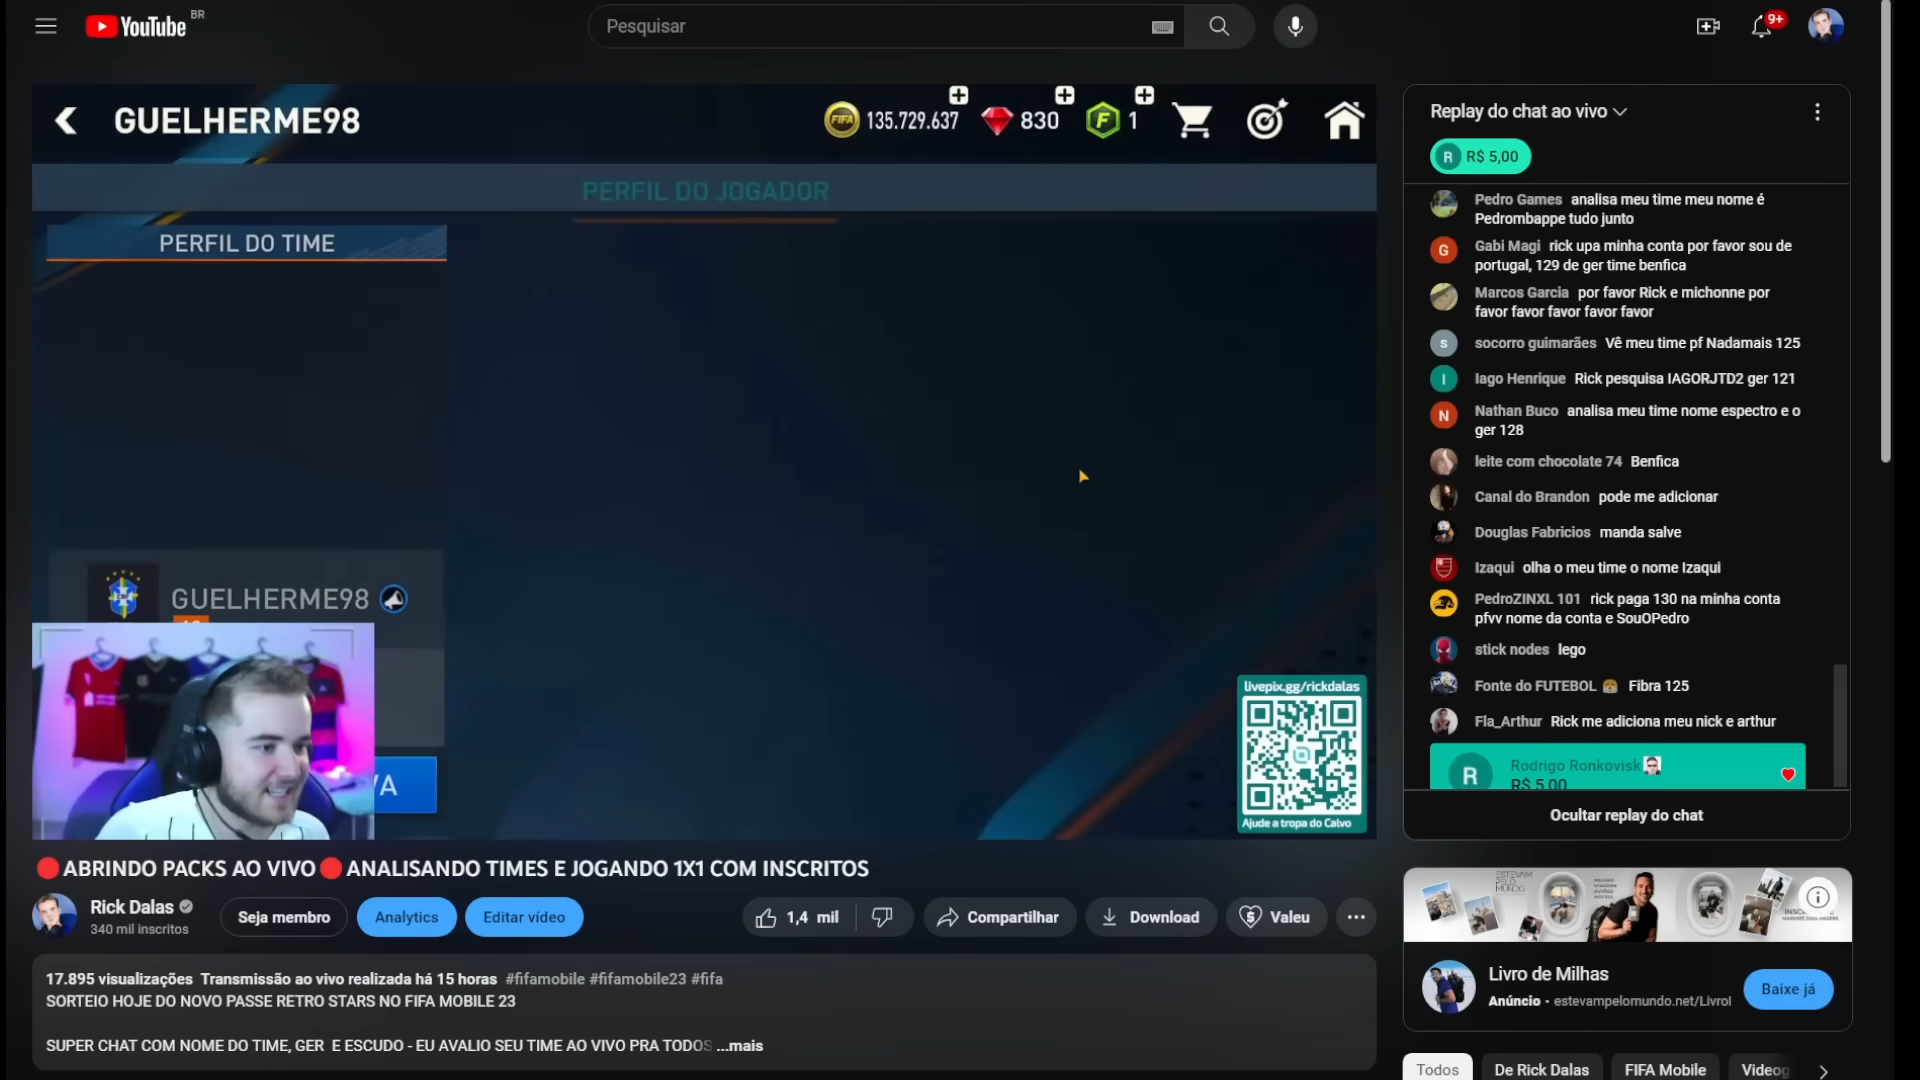 YouTube BR
Pesquisar
9+
GUELHERME98
135.729.637
830
1
PERFIL DO JOGADOR
PERFIL DO TIME
GUELHERME98
VA
livepix.gg/rickdalas
Ajude a tropa do Calvo
Replay do chat ao vivo
R R$ 5,00
Pedro Games analisa meu time meu nome é
Pedrombappe tudo junto
G Gabi Magi rick upa minha conta por favor sou de
portugal, 129 de ger time benfica
Marcos Garcia por favor Rick e michonne por
favor favor favor favor favor
s socorro guimarães Vê meu time pf Nadamais 125
I Iago Henrique Rick pesquisa IAGORJTD2 ger 121
N Nathan Buco analisa meu time nome espectro e o
ger 128
leite com chocolate 74 Benfica
Canal do Brandon pode me adicionar
Douglas Fabricios manda salve
Izaqui olha o meu time o nome Izaqui
PedroZINXL 101 rick paga 130 na minha conta
pfvv nome da conta e SouOPedro
stick nodes lego
Fonte do FUTEBOL Fibra 125
Fla_Arthur Rick me adiciona meu nick e arthur
R Rodrigo Ronkovisk
R$ 5,00
Ocultar replay do chat
ABRINDO PACKS AO VIVO ANALISANDO TIMES E JOGANDO 1X1 COM INSCRITOS
Rick Dalas
340 mil inscritos
Seja membro
Analytics
Editar vídeo
1,4 mil
Compartilhar
Download
Valeu
17.895 visualizações Transmissão ao vivo realizada há 15 horas #fifamobile #fifamobile23 #fifa
SORTEIO HOJE DO NOVO PASSE RETRO STARS NO FIFA MOBILE 23
SUPER CHAT COM NOME DO TIME, GER E ESCUDO - EU AVALIO SEU TIME AO VIVO PRA TODOS ...mais
ESTEVAM
PELO
MUNDO
Livro de Milhas
Anúncio · estevampelomundo.net/Livrol
Baixe já
Todos
De Rick Dalas
FIFA Mobile
Videog